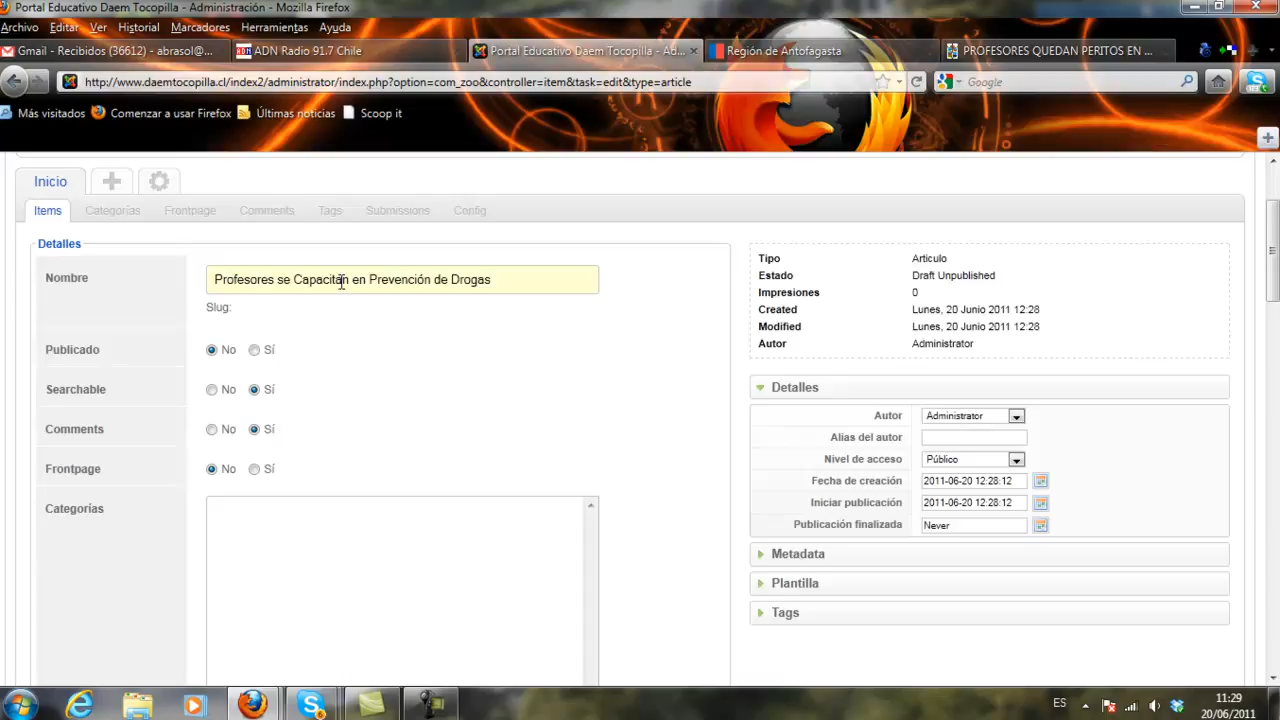 Portal Educativo Daem Tocopilla - Administración - Mozilla Firefox
Archivo Editar Ver Historial Marcadores Herramientas Ayuda
Gmail - Recibidos (36612) - abrasol@...
ADN Radio 91.7 Chile
Portal Educativo Daem Tocopilla - Ad...
Región de Antofagasta
PROFESORES QUEDAN PERITOS EN ...
http://www.daemtocopilla.cl/index2/administrator/index.php?option=com_zoo&controller=item&task=edit&type=article
Google
Más visitados Comenzar a usar Firefox Últimas noticias Scoop it
Inicio
Items Categorías Frontpage Comments Tags Submissions Config
Detalles
Nombre
Profesores se Capacitan en Prevención de Drogas
Slug:
Publicado No Sí
Searchable No Sí
Comments No Sí
Frontpage No Sí
Categorías
Tipo Articulo
Estado Draft Unpublished
Impresiones 0
Created Lunes, 20 Junio 2011 12:28
Modified Lunes, 20 Junio 2011 12:28
Autor Administrator
Detalles
Autor Administrator
Alias del autor
Nivel de acceso Público
Fecha de creación 2011-06-20 12:28:12
Iniciar publicación 2011-06-20 12:28:12
Publicación finalizada Never
Metadata
Plantilla
Tags
ES
11:29
20/06/2011